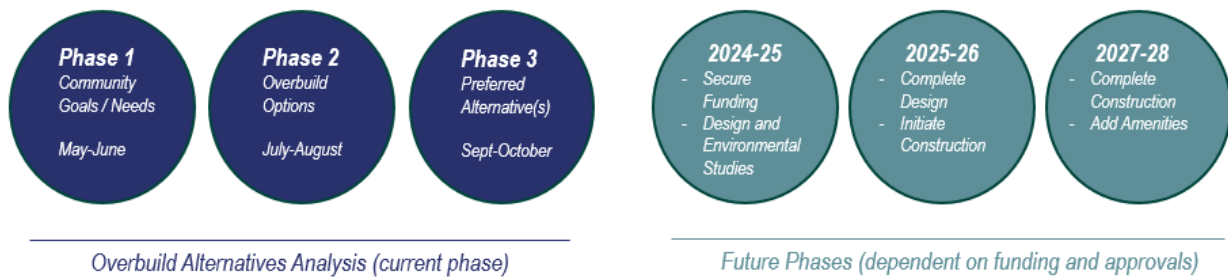 Phase 1
Community
Goals / Needs
May-June
Phase 2
Overbuild
Options
July-August
Phase 3
Preferred
Alternative(s)
Sept-October
2024-25
- Secure
Funding
- Design and
Environmental
Studies
2025-26
- Complete
Design
- Initiate
Construction
2027-28
- Complete
Construction
- Add Amenities
Overbuild Alternatives Analysis (current phase)
Future Phases (dependent on funding and approvals)